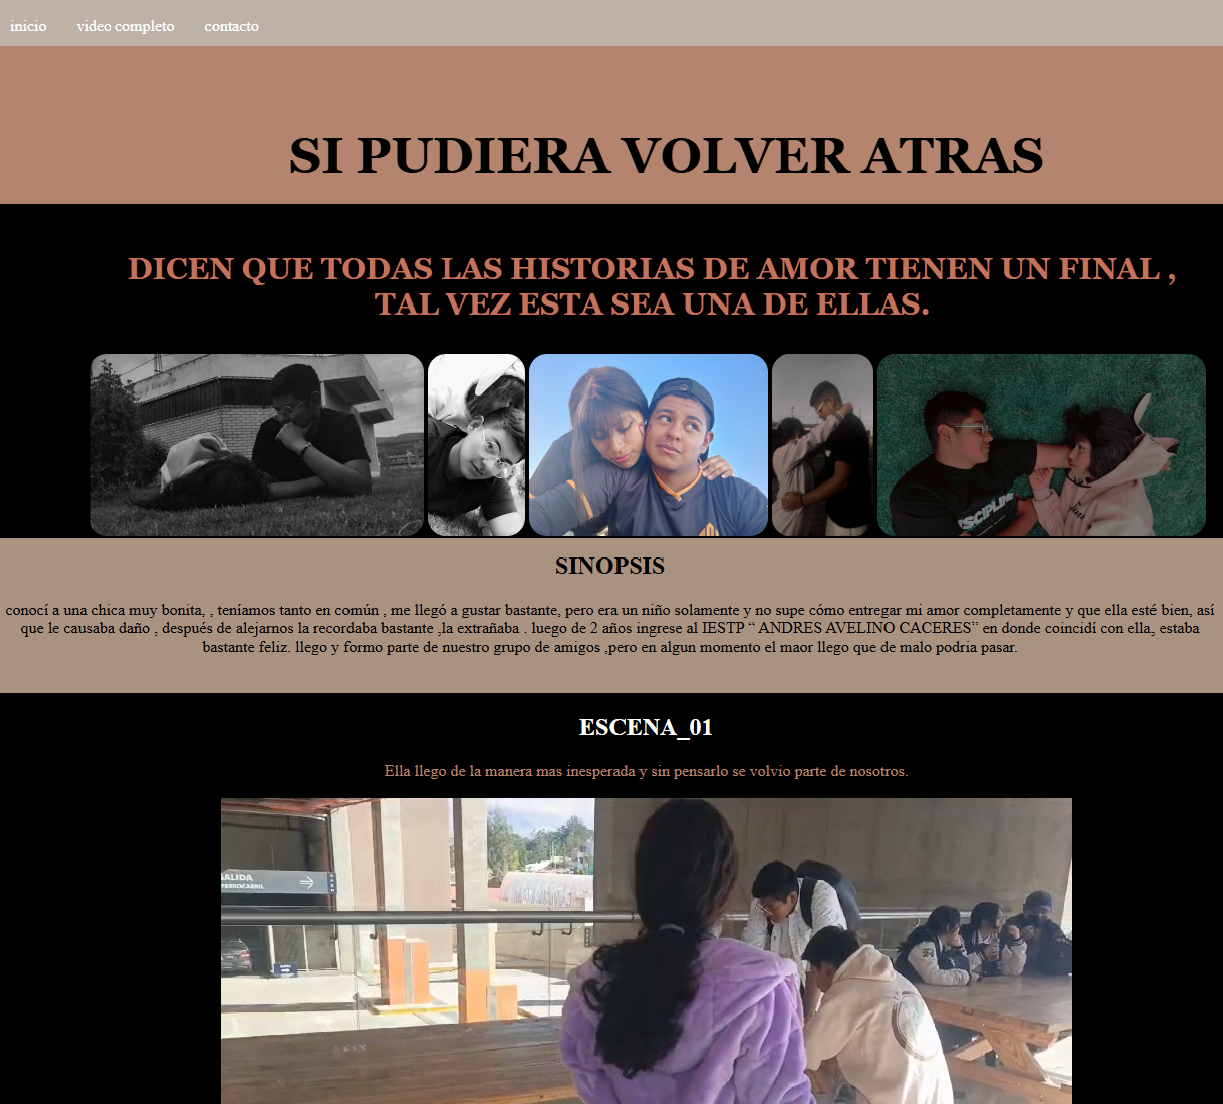 inicio video completo contacto
SI PUDIERA VOLVER ATRAS
DICEN QUE TODAS LAS HISTORIAS DE AMOR TIENEN UN FINAL ,
TAL VEZ ESTA SEA UNA DE ELLAS.
SINOPSIS
conocí a una chica muy bonita, , teníamos tanto en común , me llegó a gustar bastante, pero era un niño solamente y no supe cómo entregar mi amor completamente y que ella esté bien, así
que le causaba daño , después de alejarnos la recordaba bastante ,la extrañaba . luego de 2 años ingrese al IESTP “ ANDRES AVELINO CACERES” en donde coincidí con ella, estaba
bastante feliz. llego y formo parte de nuestro grupo de amigos ,pero en algun momento el maor llego que de malo podria pasar.
ESCENA_01
Ella llego de la manera mas inesperada y sin pensarlo se volvio parte de nosotros.
SALIDA
FERROCARRIL